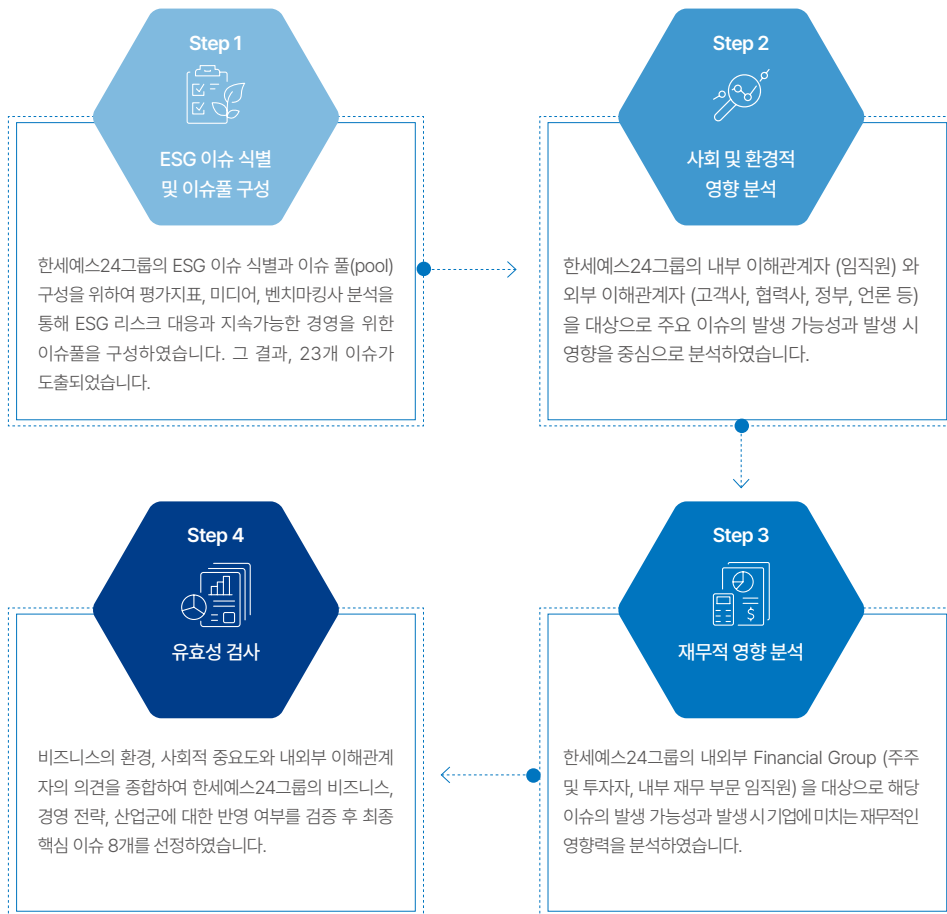 Step 1
ESG 이슈 식별
및 이슈풀 구성
한세예스24그룹의 ESG 이슈 식별과 이슈 풀(pool)
구성을 위하여 평가지표, 미디어, 벤치마킹사 분석을
통해 ESG 리스크 대응과 지속가능한 경영을 위한
이슈풀을 구성하였습니다. 그 결과, 23개 이슈가
도출되었습니다.
Step 2
사회 및 환경적
영향 분석
한세예스24그룹의 내부 이해관계자 (임직원) 와
외부 이해관계자 (고객사, 협력사, 정부, 언론 등)
을 대상으로 주요 이슈의 발생 가능성과 발생 시
영향을 중심으로 분석하였습니다.
Step 3
재무적 영향 분석
한세예스24그룹의 내외부 Financial Group (주주
및 투자자, 내부 재무 부문 임직원) 을 대상으로 해당
이슈의 발생 가능성과 발생 시 기업에 미치는 재무적인
영향력을 분석하였습니다.
Step 4
유효성 검사
비즈니스의 환경, 사회적 중요도와 내외부 이해관계
자의 의견을 종합하여 한세예스24그룹의 비즈니스,
경영 전략, 산업군에 대한 반영 여부를 검증 후 최종
핵심 이슈 8개를 선정하였습니다.